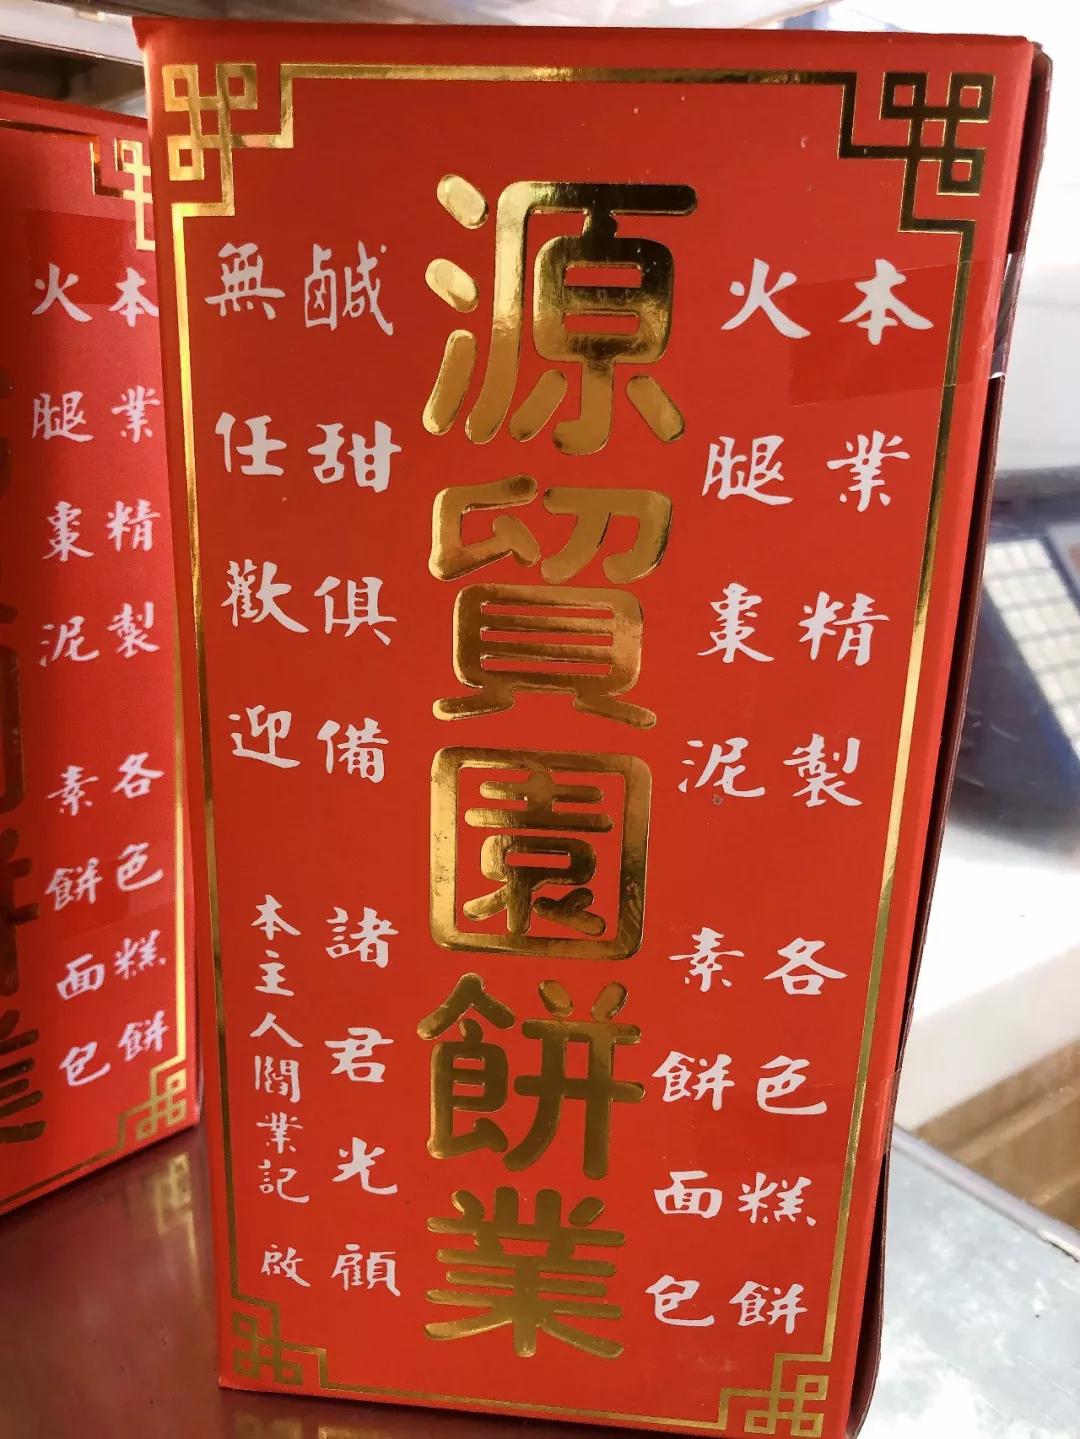 本業精製 各色糕餅
火腿棗泥 素餅面包
源貿園餅業
鹹甜俱備 諸君光顧
無任歡迎 本主人閻業記 啟
本業精製 各色糕餅
火腿棗泥 素餅面包